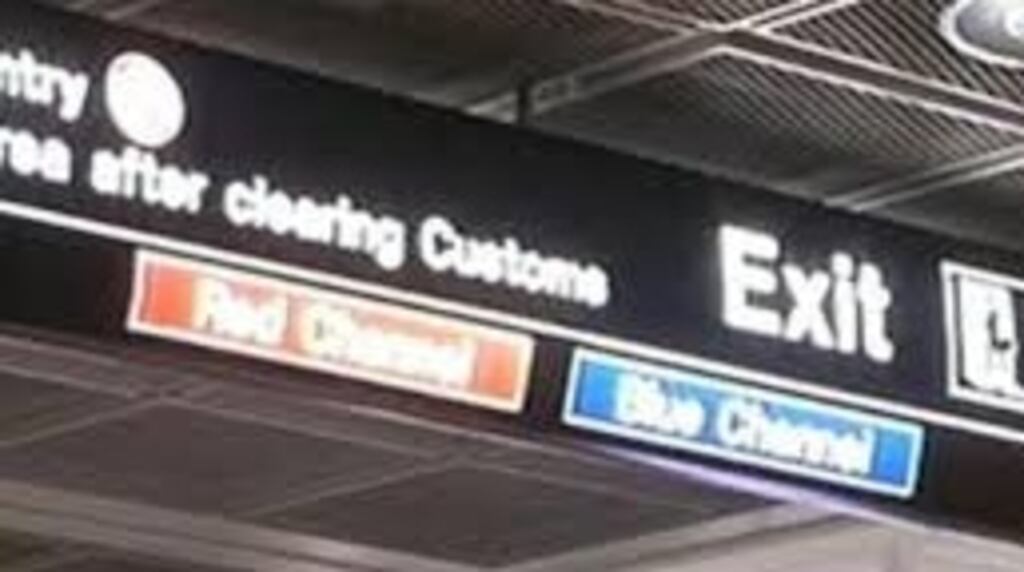 ntry
rea after clearing Customs
Exit
Red Channel
Blue Channel